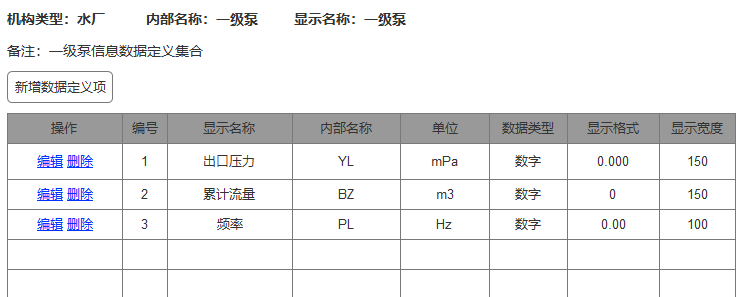 机构类型：水厂 内部名称：一级泵 显示名称：一级泵
备注：一级泵信息数据定义集合
新增数据定义项
操作 编号 显示名称 内部名称 单位 数据类型 显示格式 显示宽度
编辑 删除 1 出口压力 YL mPa 数字 0.000 150
编辑 删除 2 累计流量 BZ m3 数字 0 150
编辑 删除 3 频率 PL Hz 数字 0.00 100